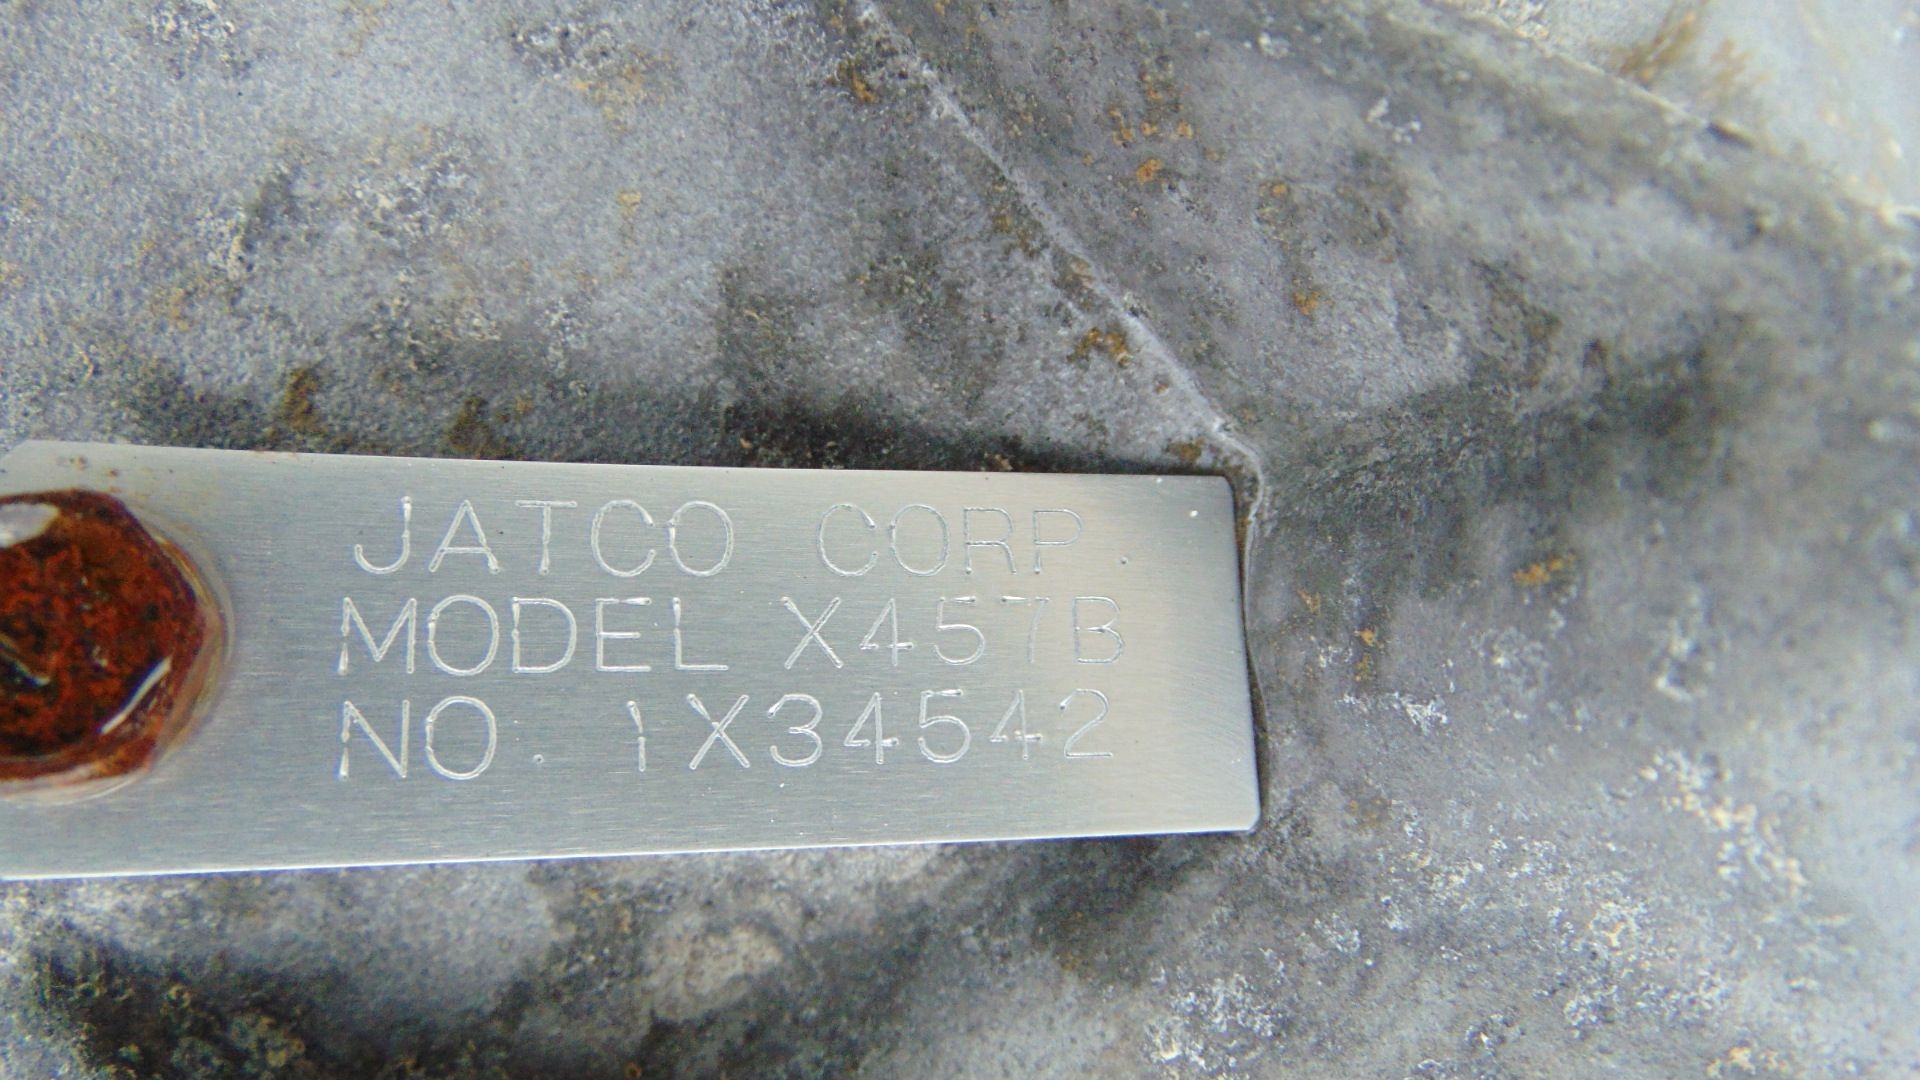 JATCO CORP.
MODEL X457B
NO. 1X34542